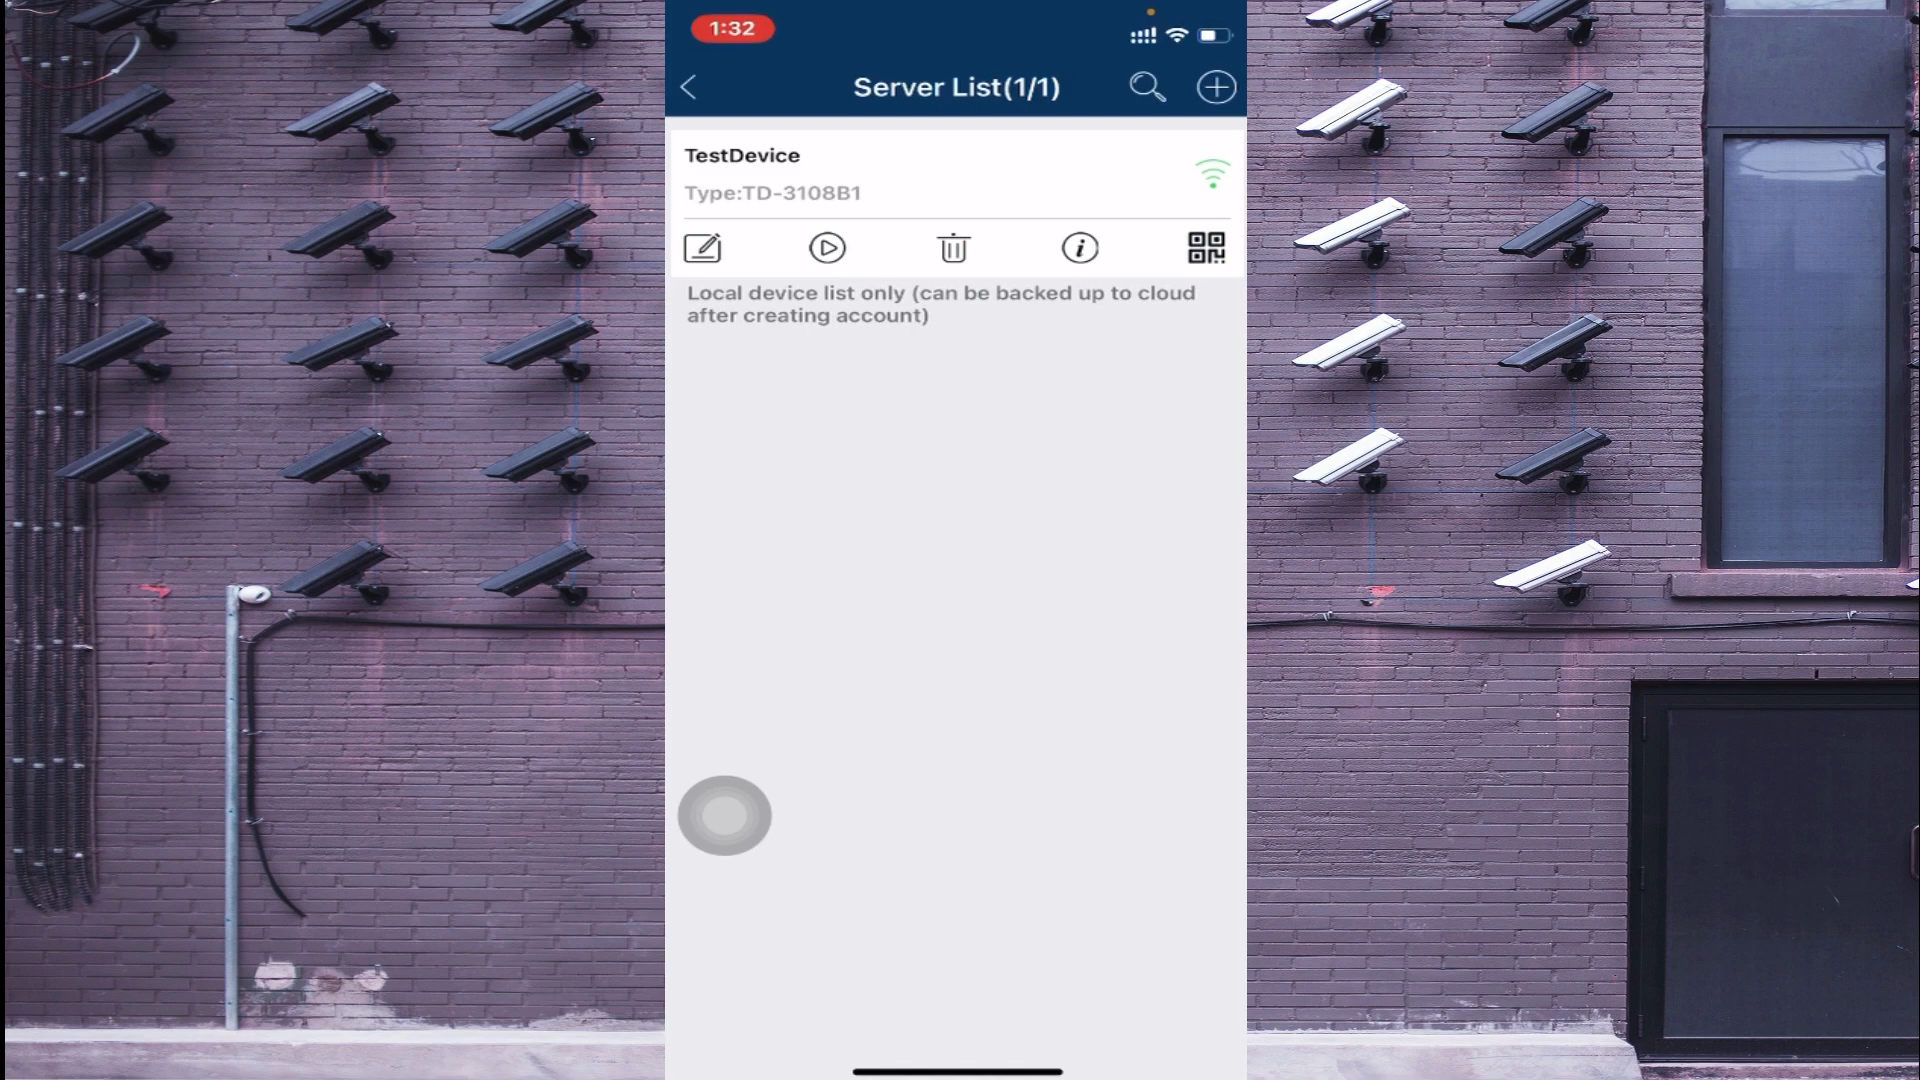 1:32
Server List(1/1)
TestDevice
Type:TD-3108B1
Local device list only (can be backed up to cloud
after creating account)